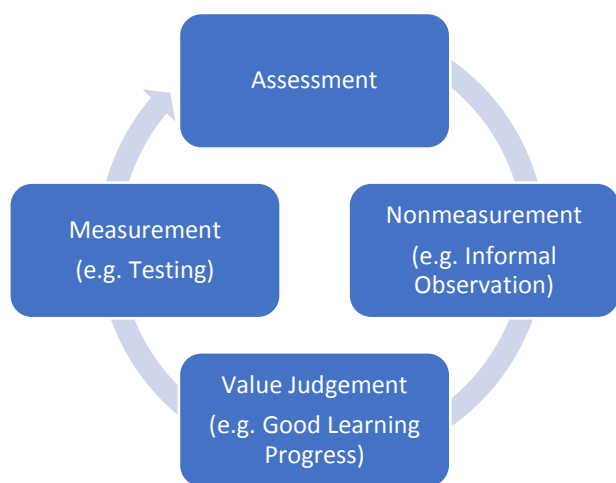 Assessment
Nonmeasurement
(e.g. Informal
Observation)
Value Judgement
(e.g. Good Learning
Progress)
Measurement
(e.g. Testing)